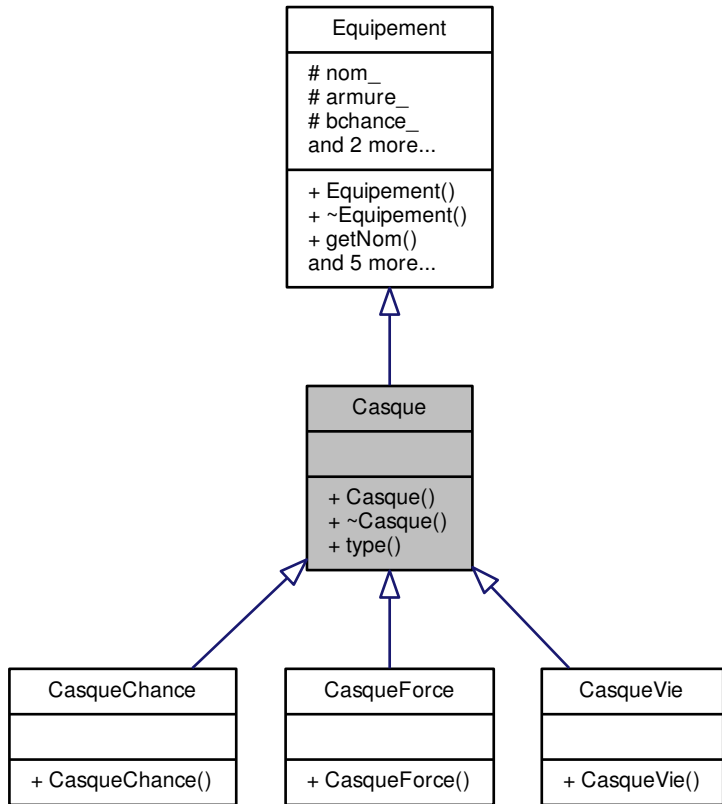 Equipement
# nom_
# armure_
# bchance_
and 2 more...
+ Equipement()
+ ~Equipement()
+ getNom()
and 5 more...
Casque
+ Casque()
+ ~Casque()
+ type()
CasqueChance
+ CasqueChance()
CasqueForce
+ CasqueForce()
CasqueVie
+ CasqueVie()